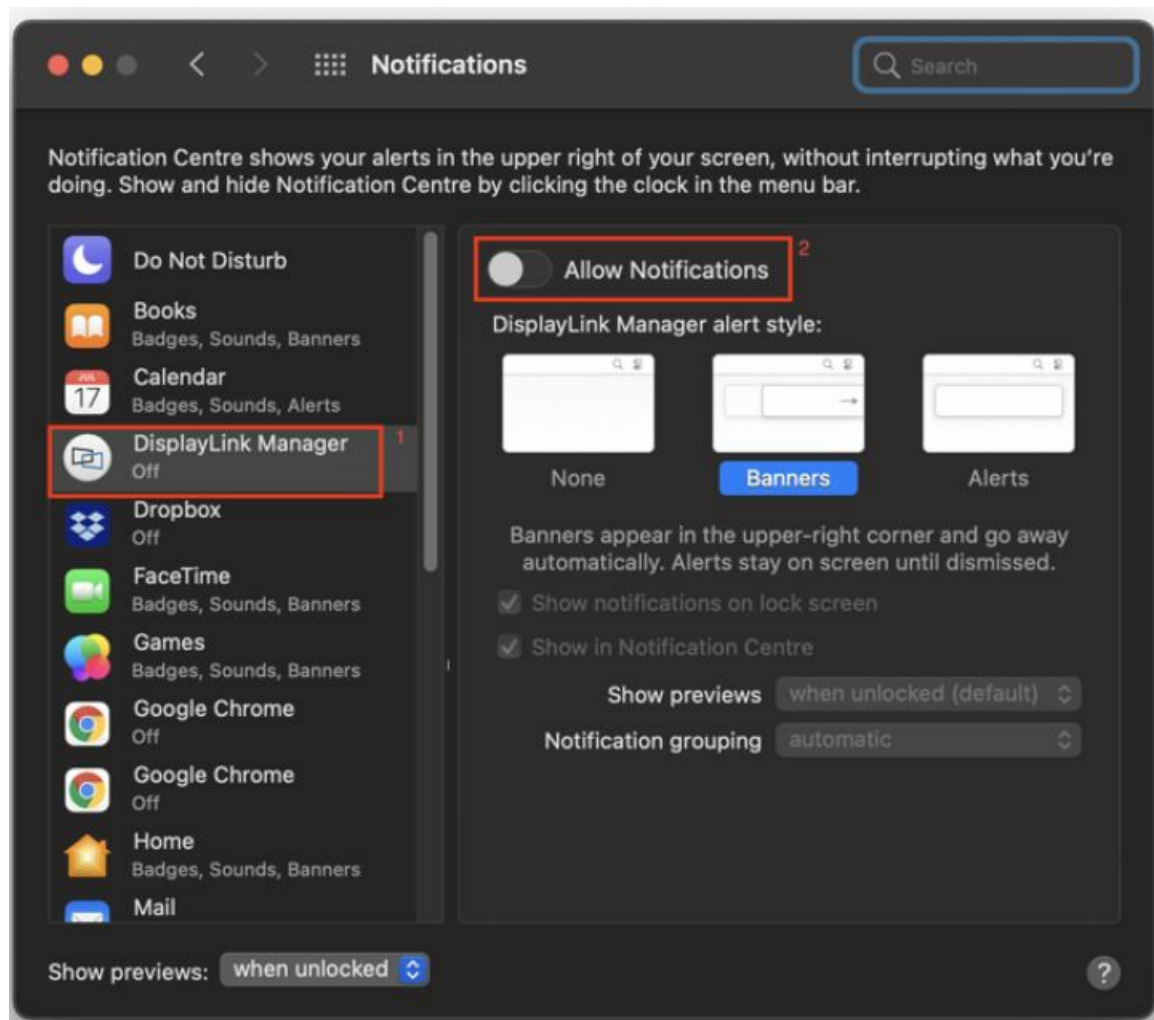 Notifications
Search
Notification Centre shows your alerts in the upper right of your screen, without interrupting what you're
doing. Show and hide Notification Centre by clicking the clock in the menu bar.
Do Not Disturb
Books
Badges, Sounds, Banners
JUL
17
Calendar
Badges, Sounds, Alerts
DisplayLink Manager
Off
1
Dropbox
Off
FaceTime
Badges, Sounds, Banners
Games
Badges, Sounds, Banners
Google Chrome
Off
Google Chrome
Off
Home
Badges, Sounds, Banners
Mail
Allow Notifications
2
DisplayLink Manager alert style:
None
Banners
Alerts
Banners appear in the upper-right corner and go away
automatically. Alerts stay on screen until dismissed.
Show notifications on lock screen
Show in Notification Centre
Show previews when unlocked (default)
Notification grouping automatic
Show previews: when unlocked
?